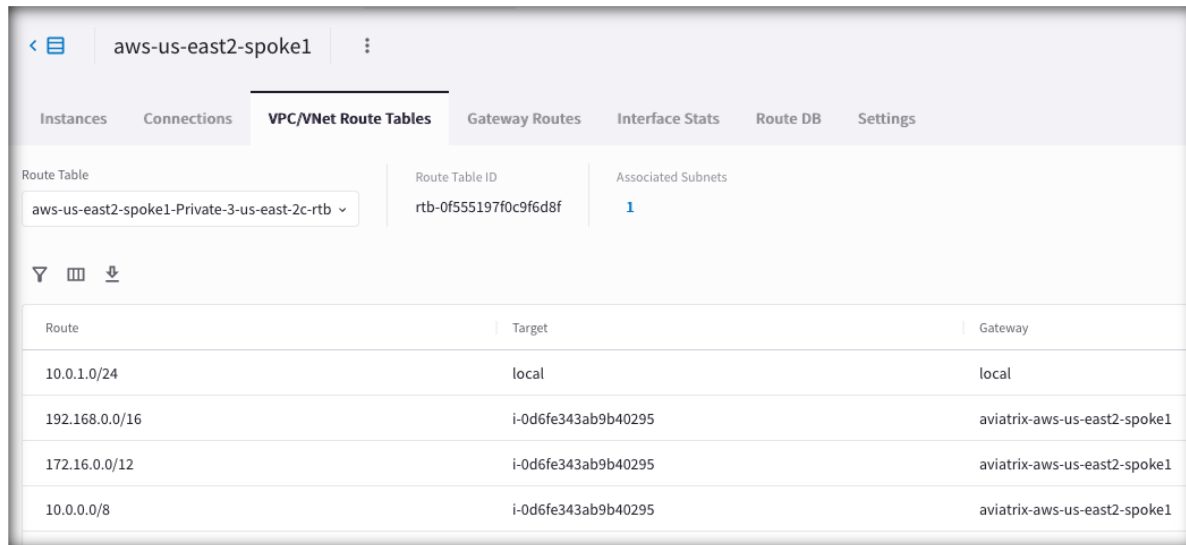 aws-us-east2-spoke1
Instances Connections VPC/VNet Route Tables Gateway Routes Interface Stats Route DB Settings
Route Table Route Table ID Associated Subnets
aws-us-east2-spoke1-Private-3-us-east-2c-rtb rtb-0f555197f0c9f6d8f 1
Route Target Gateway
10.0.1.0/24 local local
192.168.0.0/16 i-0d6fe343ab9b40295 aviatrix-aws-us-east2-spoke1
172.16.0.0/12 i-0d6fe343ab9b40295 aviatrix-aws-us-east2-spoke1
10.0.0.0/8 i-0d6fe343ab9b40295 aviatrix-aws-us-east2-spoke1